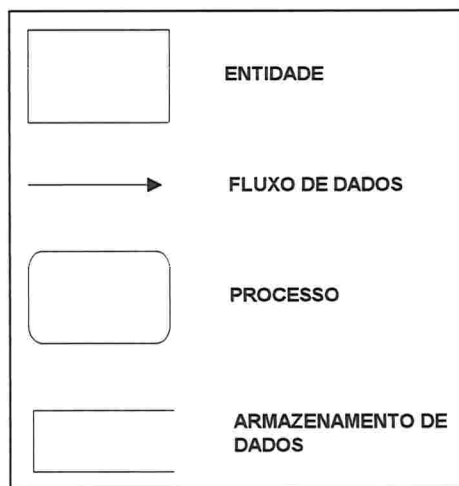 ENTIDADE
FLUXO DE DADOS
PROCESSO
ARMAZENAMENTO DE
DADOS